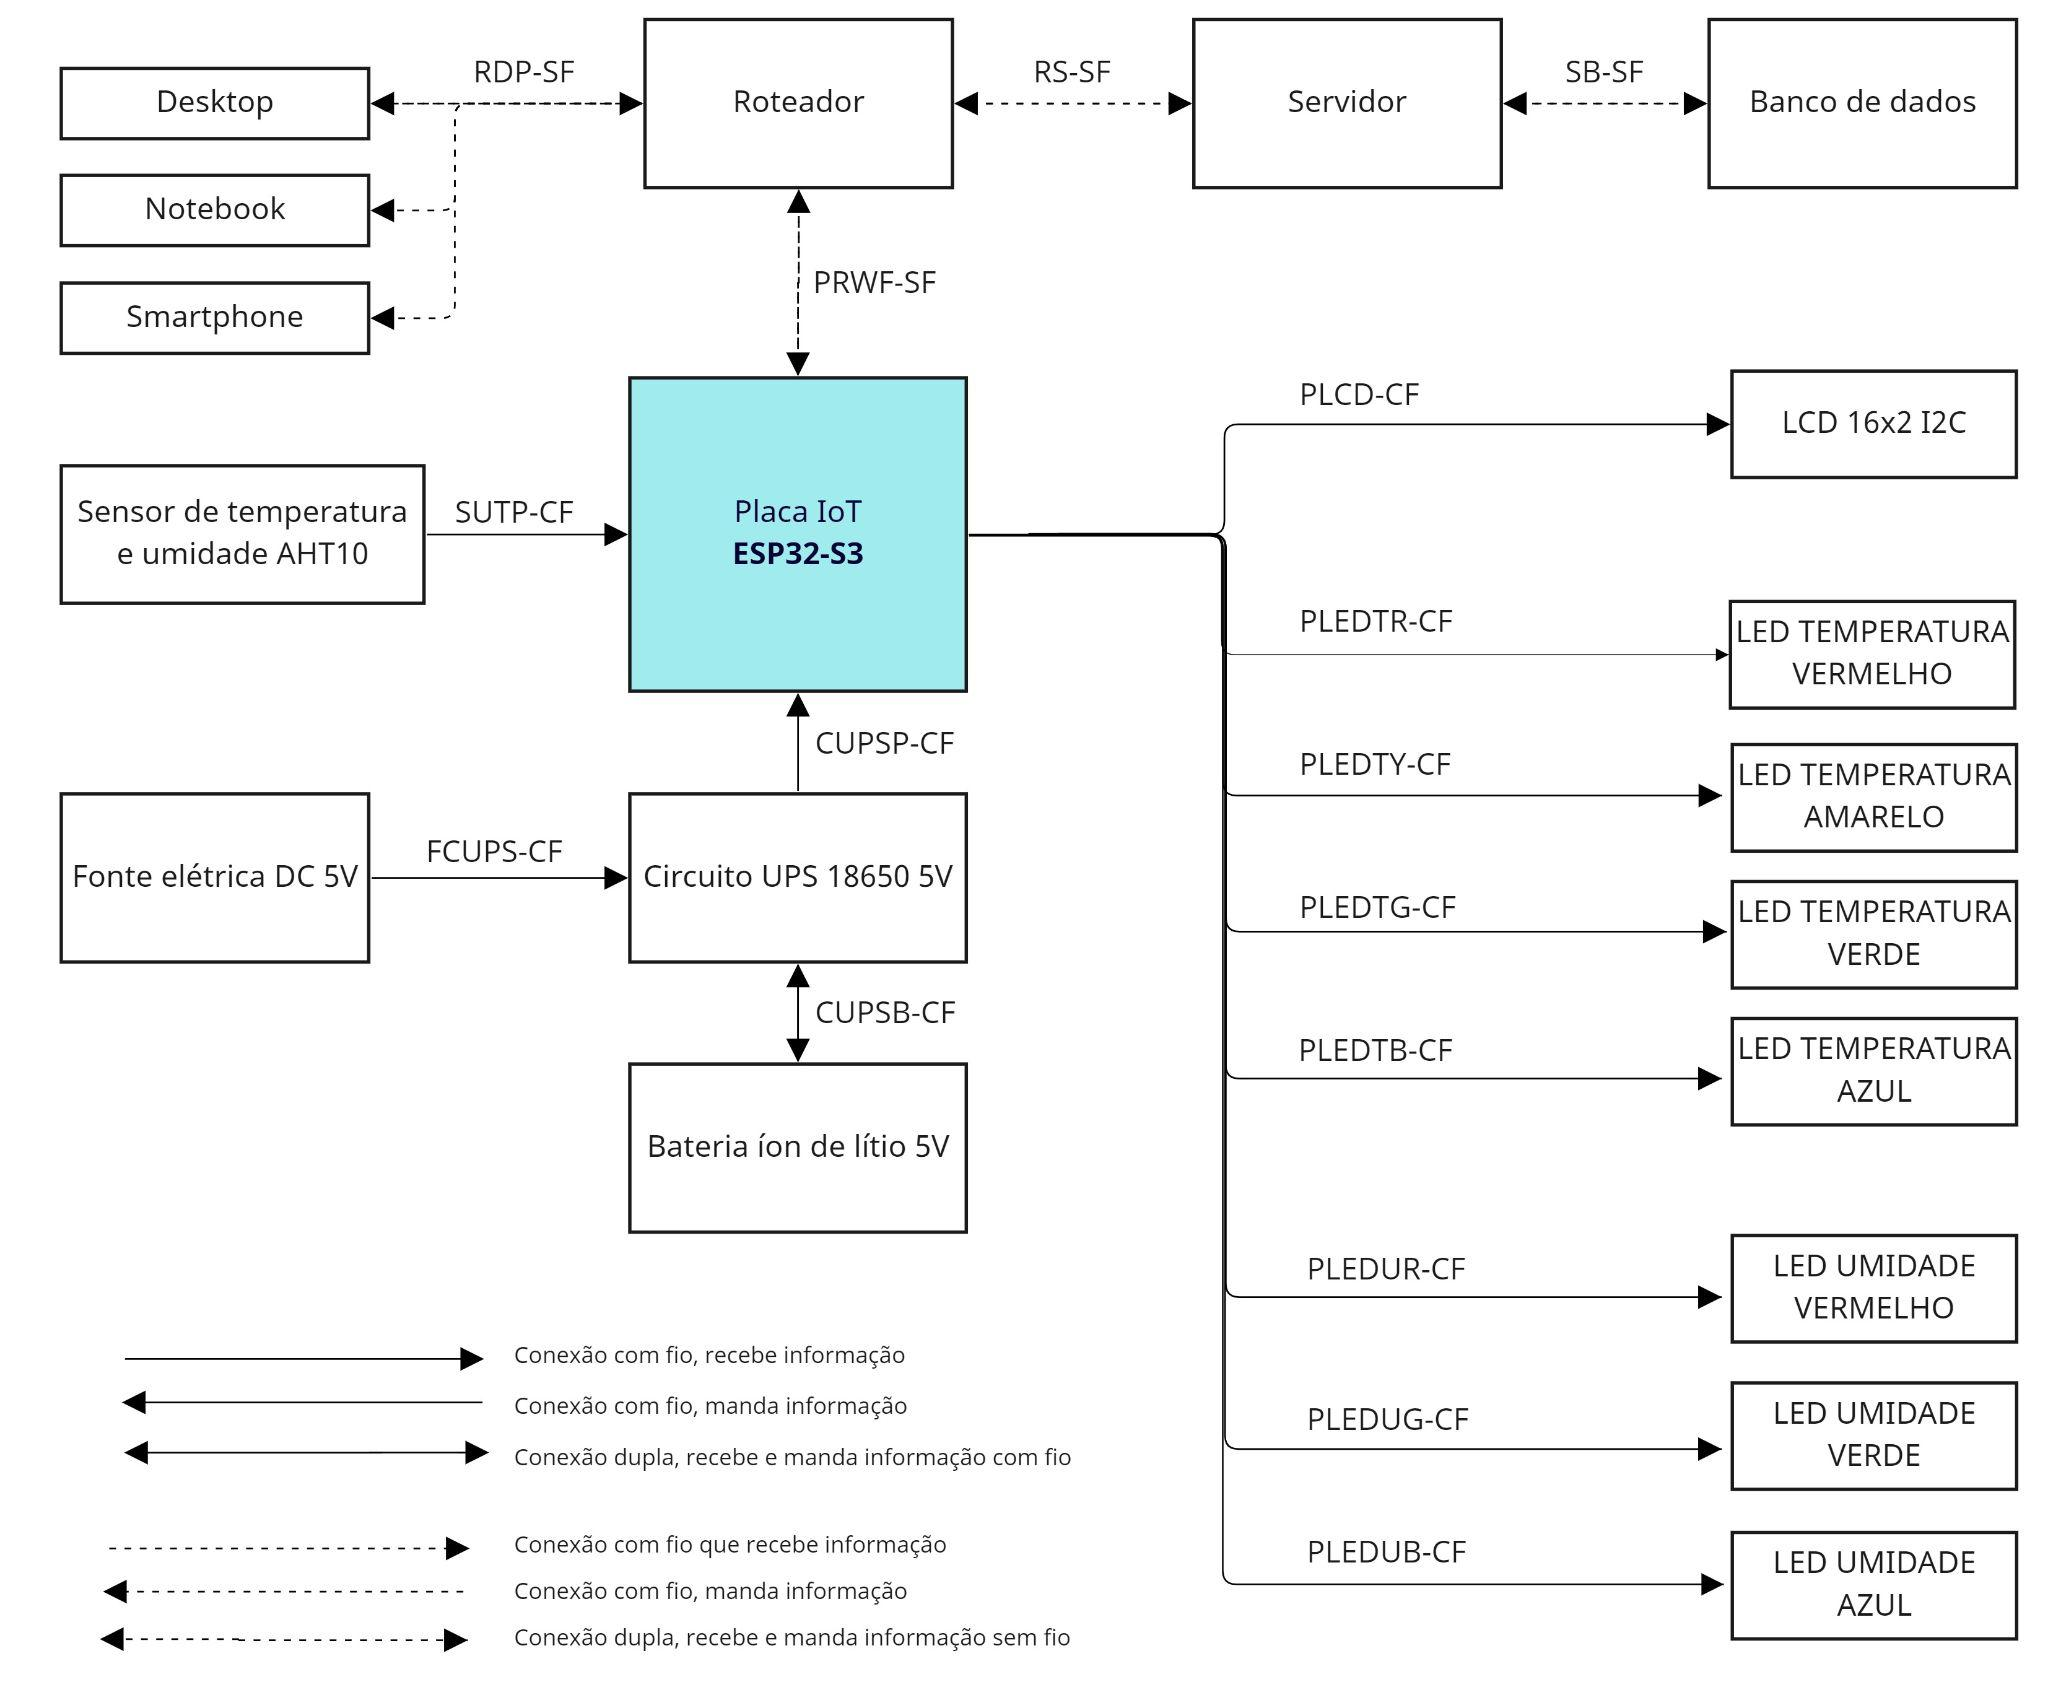 RDP-SF
RS-SF
SB-SF
Desktop
Roteador
Servidor
Banco de dados
Notebook
Smartphone
PRWF-SF
PLCD-CF
LCD 16x2 I2C
Sensor de temperatura
e umidade AHT10
SUTP-CF
Placa IoT
ESP32-S3
PLEDTR-CF
LED TEMPERATURA
VERMELHO
CUPSP-CF
PLEDTY-CF
LED TEMPERATURA
AMARELO
Fonte elétrica DC 5V
FCUPS-CF
Circuito UPS 18650 5V
PLEDTG-CF
LED TEMPERATURA
VERDE
CUPSB-CF
PLEDTB-CF
LED TEMPERATURA
AZUL
Bateria íon de lítio 5V
PLEDUR-CF
LED UMIDADE
VERMELHO
PLEDUG-CF
LED UMIDADE
VERDE
PLEDUB-CF
LED UMIDADE
AZUL
Conexão com fio, recebe informação
Conexão com fio, manda informação
Conexão dupla, recebe e manda informação com fio
Conexão com fio que recebe informação
Conexão com fio, manda informação
Conexão dupla, recebe e manda informação sem fio